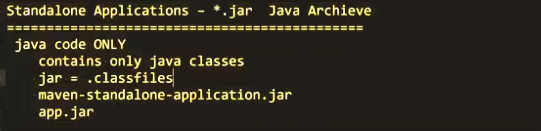 Standalone Applications - *.jar  Java Archieve
=============================================
java code ONLY
contains only java classes
jar = .classfiles
maven-standalone-application.jar
app.jar